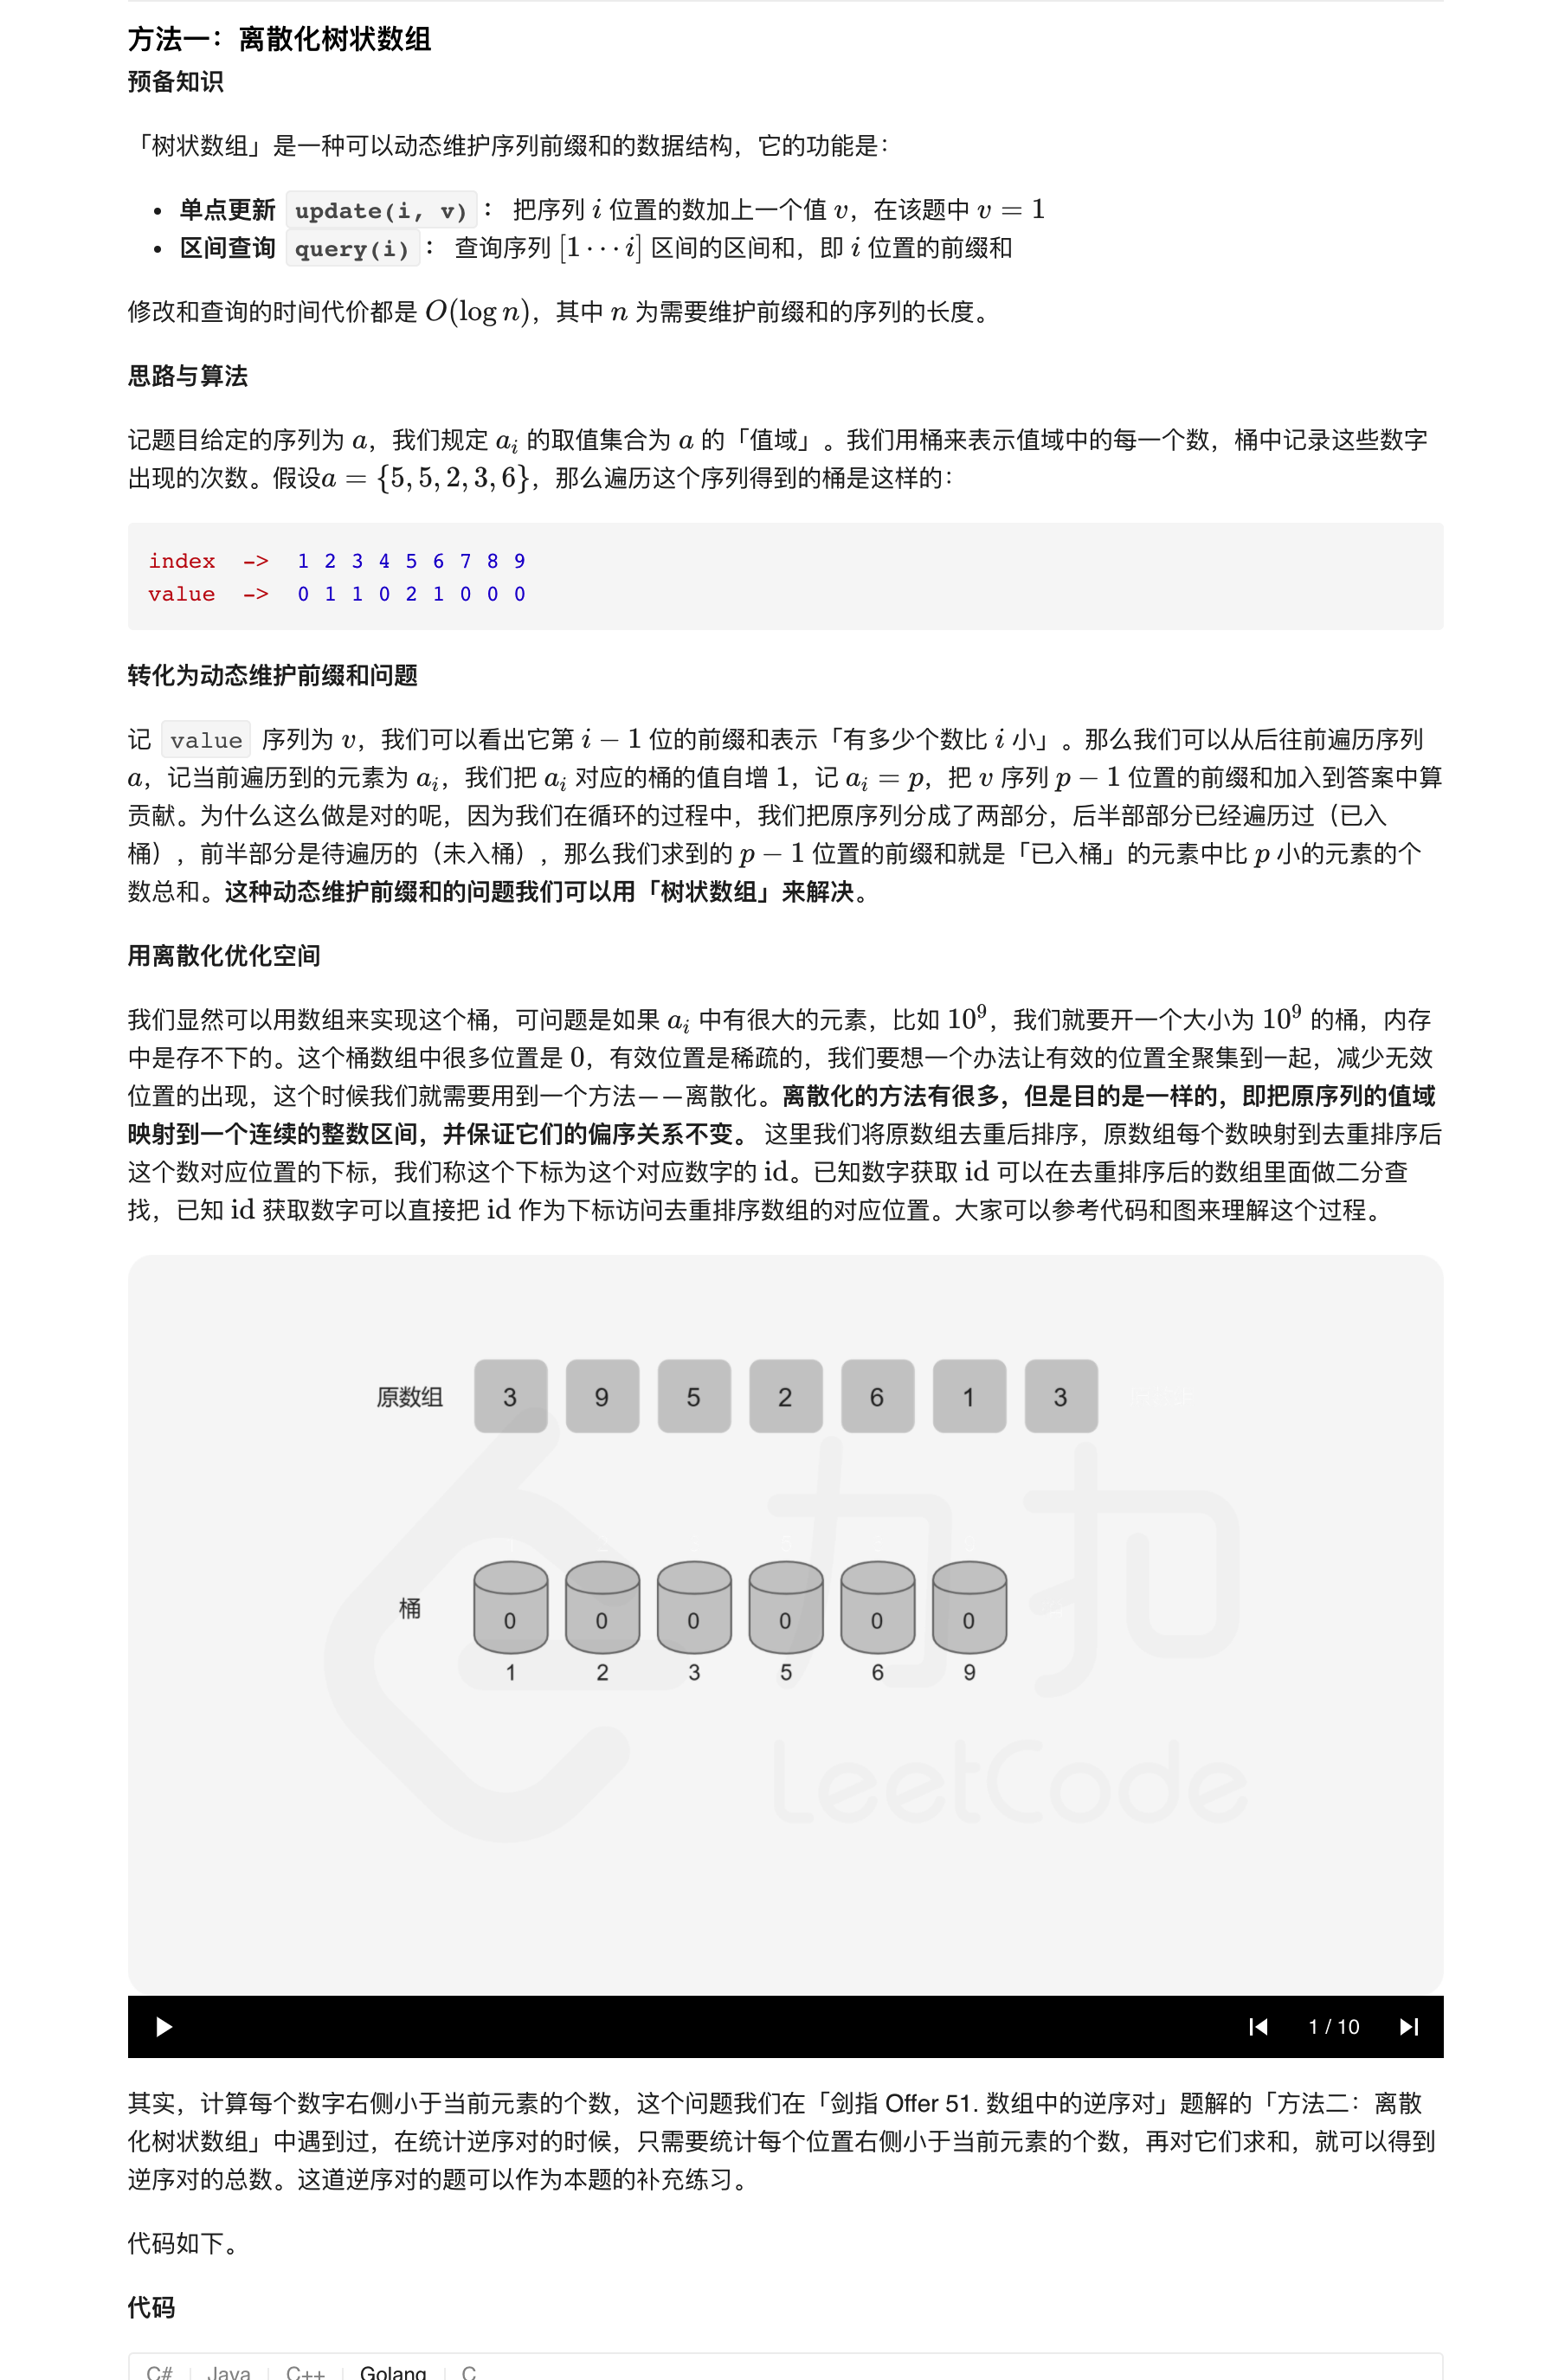 方法一：离散化树状数组
预备知识
「树状数组」是一种可以动态维护序列前缀和的数据结构，它的功能是：
• 单点更新 update(i, v) ： 把序列 i 位置的数加上一个值 v，在该题中 v = 1
• 区间查询 query(i) ： 查询序列 [1⋯i] 区间的区间和，即 i 位置的前缀和
修改和查询的时间代价都是 O(log n)，其中 n 为需要维护前缀和的序列的长度。
思路与算法
记题目给定的序列为 a，我们规定 aᵢ 的取值集合为 a 的「值域」。我们用桶来表示值域中的每一个数，桶中记录这些数字
出现的次数。假设a = {5, 5, 2, 3, 6}，那么遍历这个序列得到的桶是这样的：
index -> 1 2 3 4 5 6 7 8 9
value -> 0 1 1 0 2 1 0 0 0
转化为动态维护前缀和问题
记 value 序列为 v，我们可以看出它第 i − 1 位的前缀和表示「有多少个数比 i 小」。那么我们可以从后往前遍历序列
a，记当前遍历到的元素为 aᵢ，我们把 aᵢ 对应的桶的值自增 1，记 aᵢ = p，把 v 序列 p − 1 位置的前缀和加入到答案中算
贡献。为什么这么做是对的呢，因为我们在循环的过程中，我们把原序列分成了两部分，后半部部分已经遍历过（已入
桶），前半部分是待遍历的（未入桶），那么我们求到的 p − 1 位置的前缀和就是「已入桶」的元素中比 p 小的元素的个
数总和。这种动态维护前缀和的问题我们可以用「树状数组」来解决。
用离散化优化空间
我们显然可以用数组来实现这个桶，可问题是如果 aᵢ 中有很大的元素，比如 10⁹，我们就要开一个大小为 10⁹ 的桶，内存
中是存不下的。这个桶数组中很多位置是 0，有效位置是稀疏的，我们要想一个办法让有效的位置全聚集到一起，减少无效
位置的出现，这个时候我们就需要用到一个方法——离散化。离散化的方法有很多，但是目的是一样的，即把原序列的值域
映射到一个连续的整数区间，并保证它们的偏序关系不变。 这里我们将原数组去重后排序，原数组每个数映射到去重排序后
这个数对应位置的下标，我们称这个下标为这个对应数字的 id。已知数字获取 id 可以在去重排序后的数组里面做二分查
找，已知 id 获取数字可以直接把 id 作为下标访问去重排序数组的对应位置。大家可以参考代码和图来理解这个过程。
原数组 3 9 5 2 6 1 3
桶 0 0 0 0 0 0
1 2 3 5 6 9
力扣
LeetCode
1 / 10
其实，计算每个数字右侧小于当前元素的个数，这个问题我们在「剑指 Offer 51. 数组中的逆序对」题解的「方法二：离散
化树状数组」中遇到过，在统计逆序对的时候，只需要统计每个位置右侧小于当前元素的个数，再对它们求和，就可以得到
逆序对的总数。这道逆序对的题可以作为本题的补充练习。
代码如下。
代码
C# Java C++ Golang C